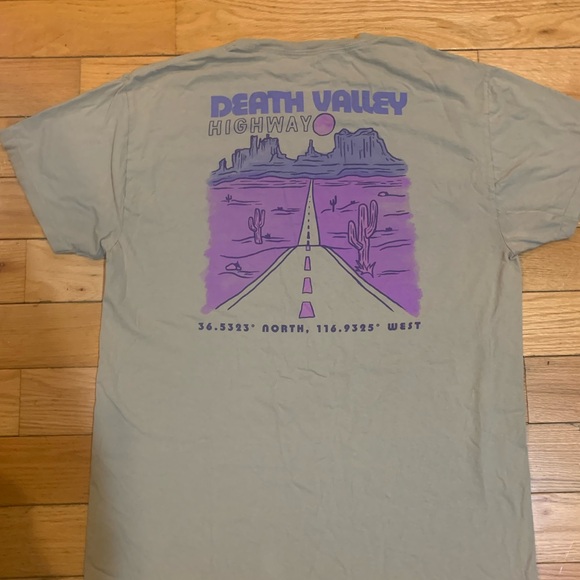 DEATH VALLEY
HIGHWAY
36.5323° NORTH, 116.9325° WEST